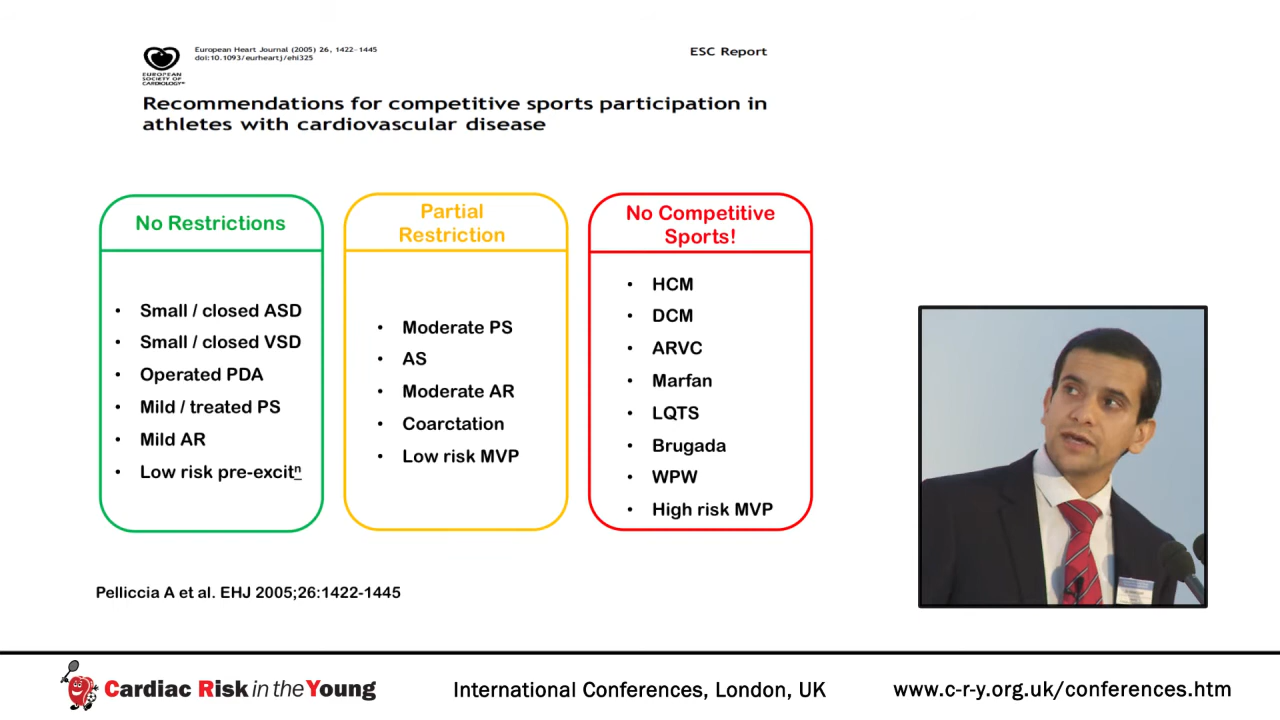 European Heart Journal (2005) 26, 1422–1445
doi:10.1093/eurheartj/ehi325
ESC Report
EUROPEAN
SOCIETY OF
CARDIOLOGY®
Recommendations for competitive sports participation in
athletes with cardiovascular disease
No Restrictions
• Small / closed ASD
• Small / closed VSD
• Operated PDA
• Mild / treated PS
• Mild AR
• Low risk pre-excitⁿ
Partial
Restriction
• Moderate PS
• AS
• Moderate AR
• Coarctation
• Low risk MVP
No Competitive
Sports!
• HCM
• DCM
• ARVC
• Marfan
• LQTS
• Brugada
• WPW
• High risk MVP
Pelliccia A et al. EHJ 2005;26:1422-1445
Cardiac Risk in the Young
International Conferences, London, UK
www.c-r-y.org.uk/conferences.htm